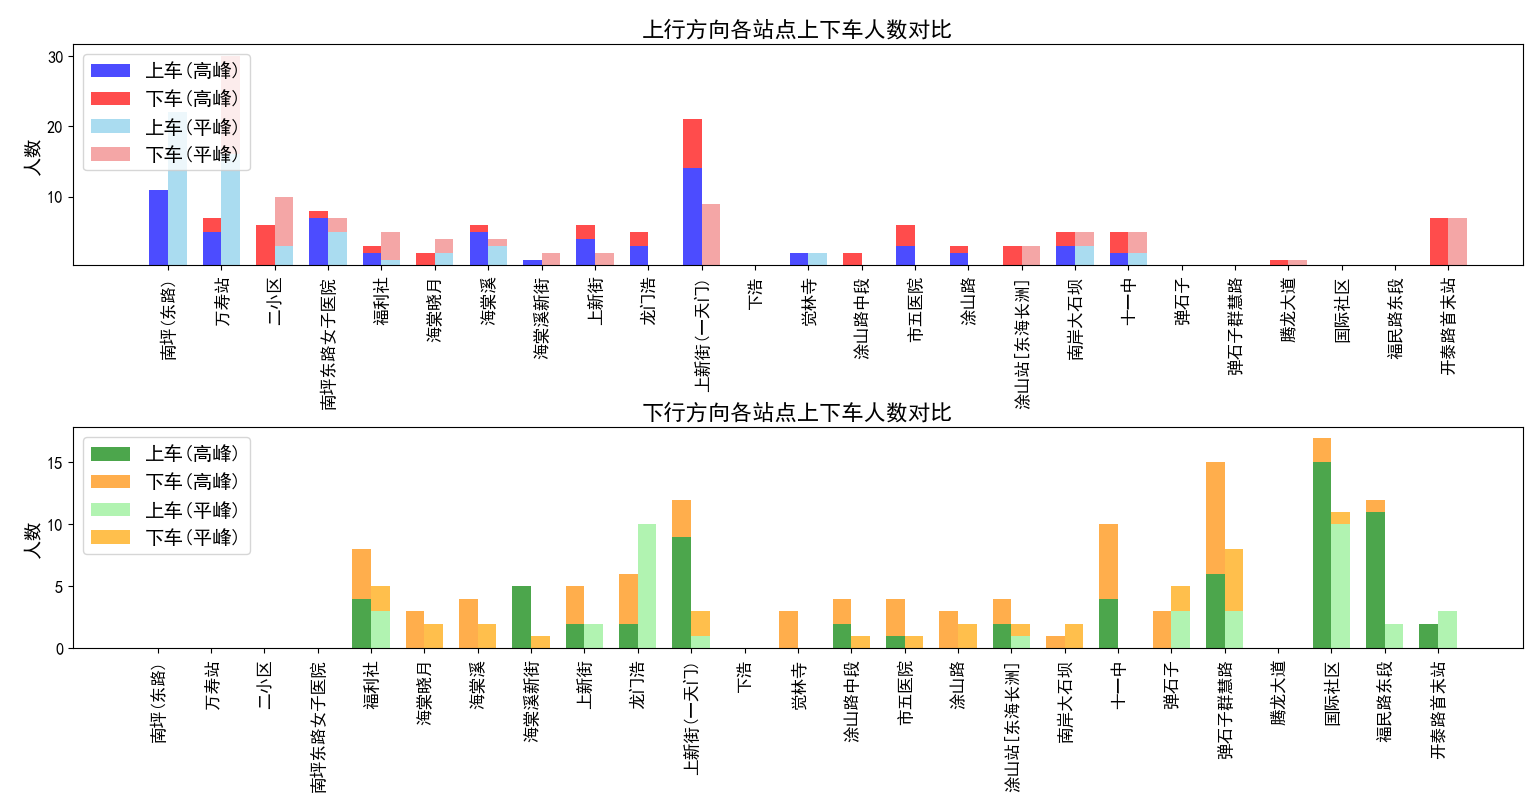 上行方向各站点上下车人数对比
人数
30
20
10
上车(高峰)
下车(高峰)
上车(平峰)
下车(平峰)
南坪(东路)
万寿站
二小区
南坪东路女子医院
福利社
海棠晓月
海棠溪
海棠溪新街
上新街
龙门浩
上新街(一天门)
下浩
觉林寺
涂山路中段
市五医院
涂山路
涂山站[东海长洲]
南岸大石坝
十一中
弹石子
弹石子群慧路
腾龙大道
国际社区
福民路东段
开泰路首末站
下行方向各站点上下车人数对比
人数
15
10
5
0
上车(高峰)
下车(高峰)
上车(平峰)
下车(平峰)
南坪(东路)
万寿站
二小区
南坪东路女子医院
福利社
海棠晓月
海棠溪
海棠溪新街
上新街
龙门浩
上新街(一天门)
下浩
觉林寺
涂山路中段
市五医院
涂山路
涂山站[东海长洲]
南岸大石坝
十一中
弹石子
弹石子群慧路
腾龙大道
国际社区
福民路东段
开泰路首末站